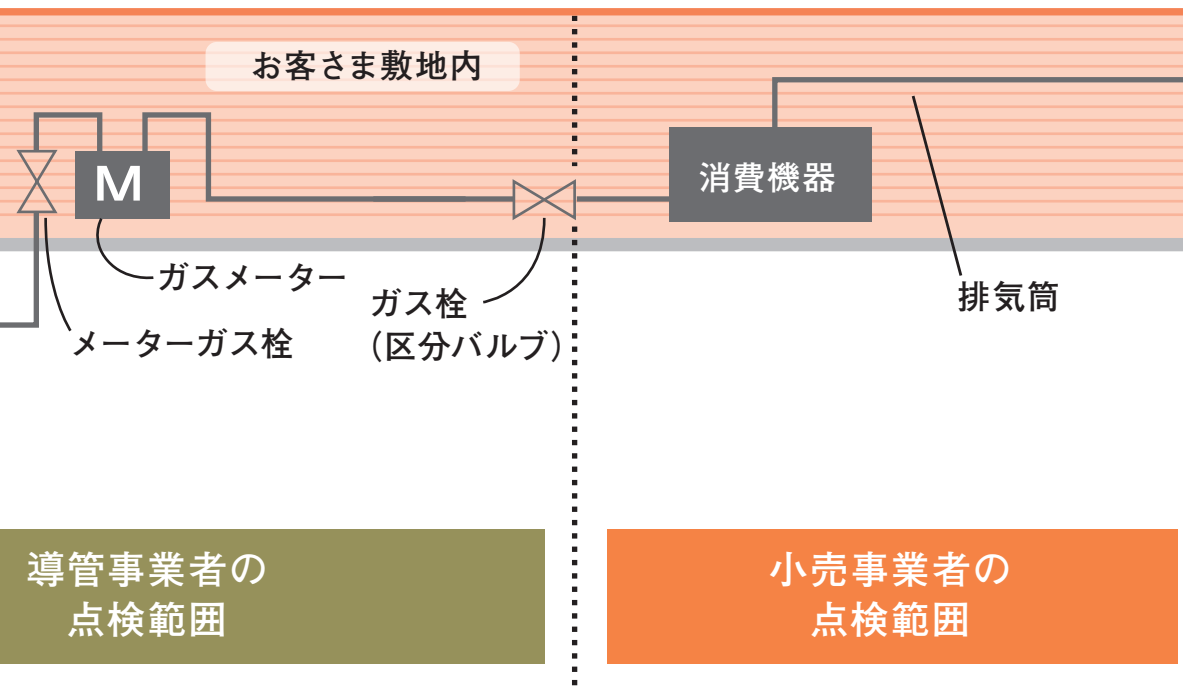 お客さま敷地内
M
消費機器
ガスメーター
メーターガス栓
ガス栓
（区分バルブ）
排気筒
導管事業者の
点検範囲
小売事業者の
点検範囲